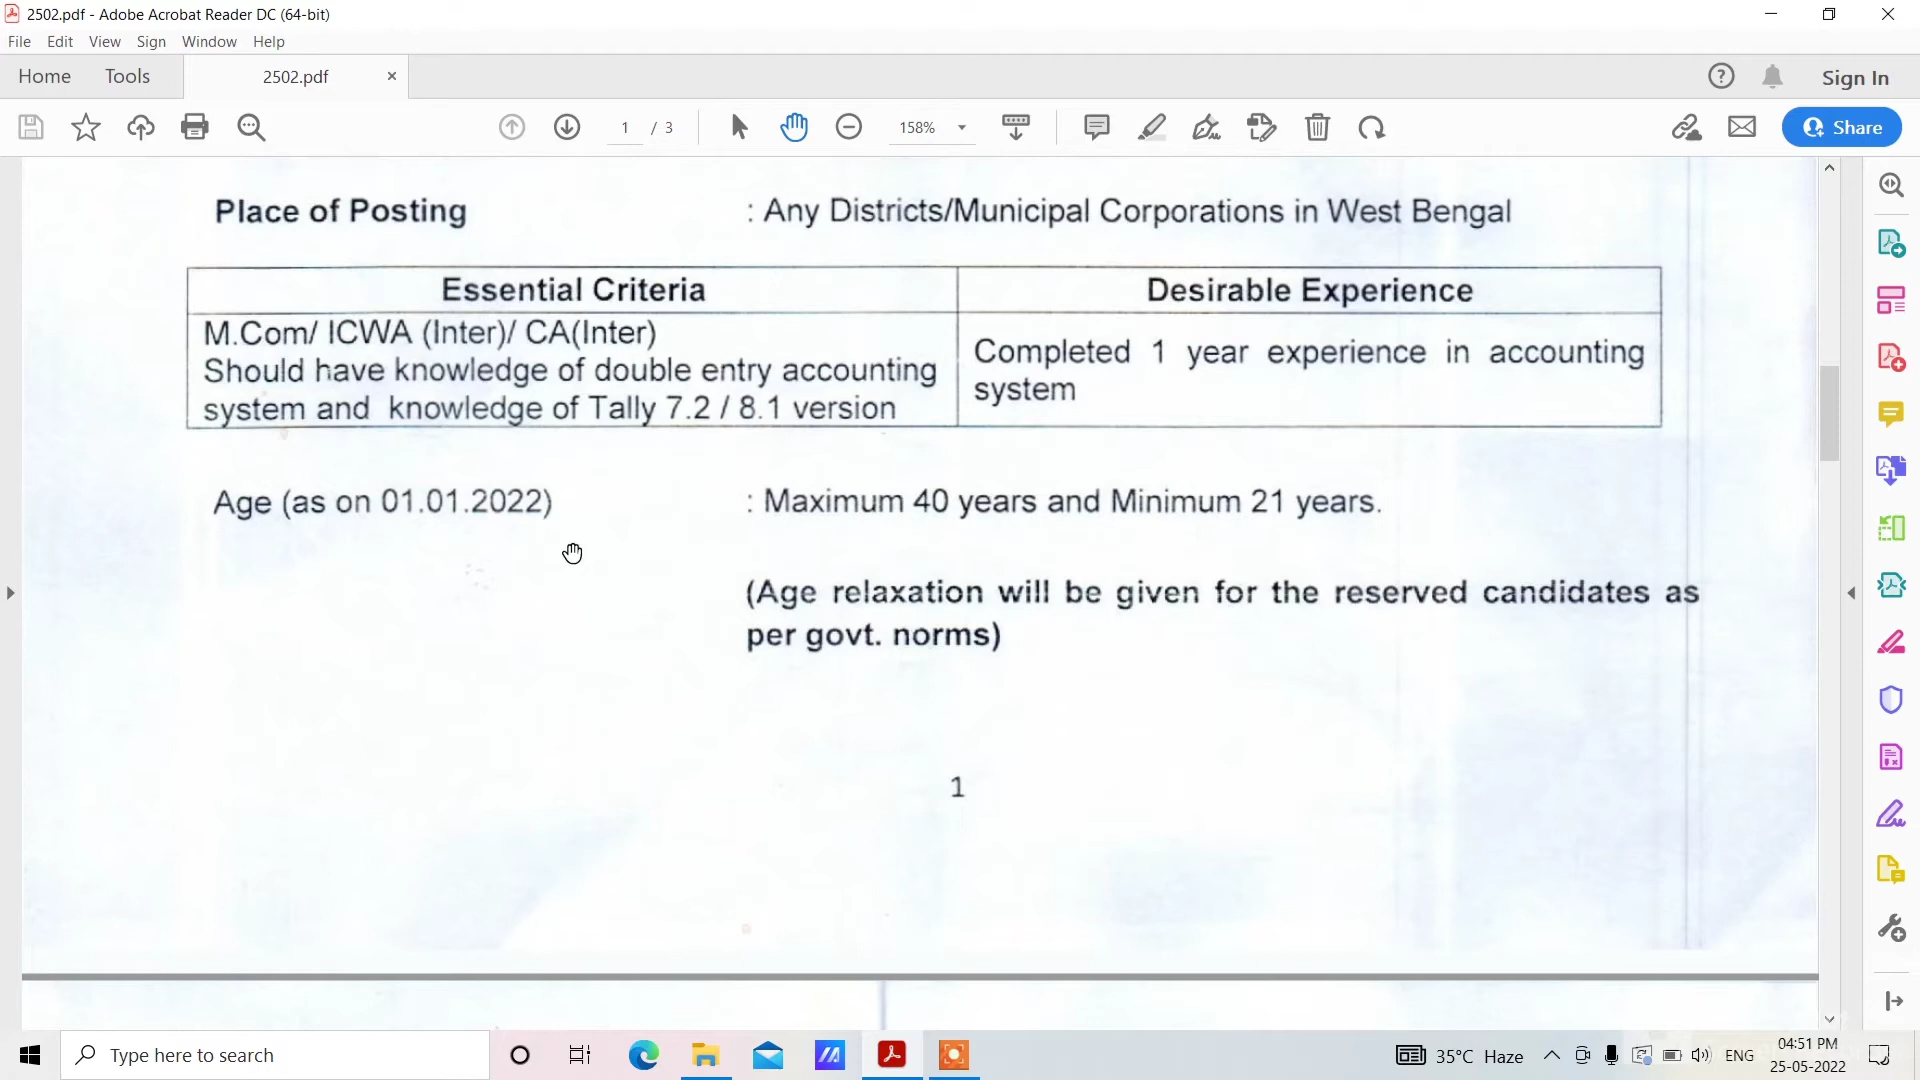 2502.pdf - Adobe Acrobat Reader DC (64-bit)
File Edit View Sign Window Help
Home Tools 2502.pdf Sign In
1 / 3 158% Share
Place of Posting : Any Districts/Municipal Corporations in West Bengal
Essential Criteria Desirable Experience
M.Com/ ICWA (Inter)/ CA(Inter)
Should have knowledge of double entry accounting
system and knowledge of Tally 7.2 / 8.1 version
Completed 1 year experience in accounting
system
Age (as on 01.01.2022) : Maximum 40 years and Minimum 21 years.
(Age relaxation will be given for the reserved candidates as
per govt. norms)
1
Type here to search
35°C Haze ENG
04:51 PM
25-05-2022